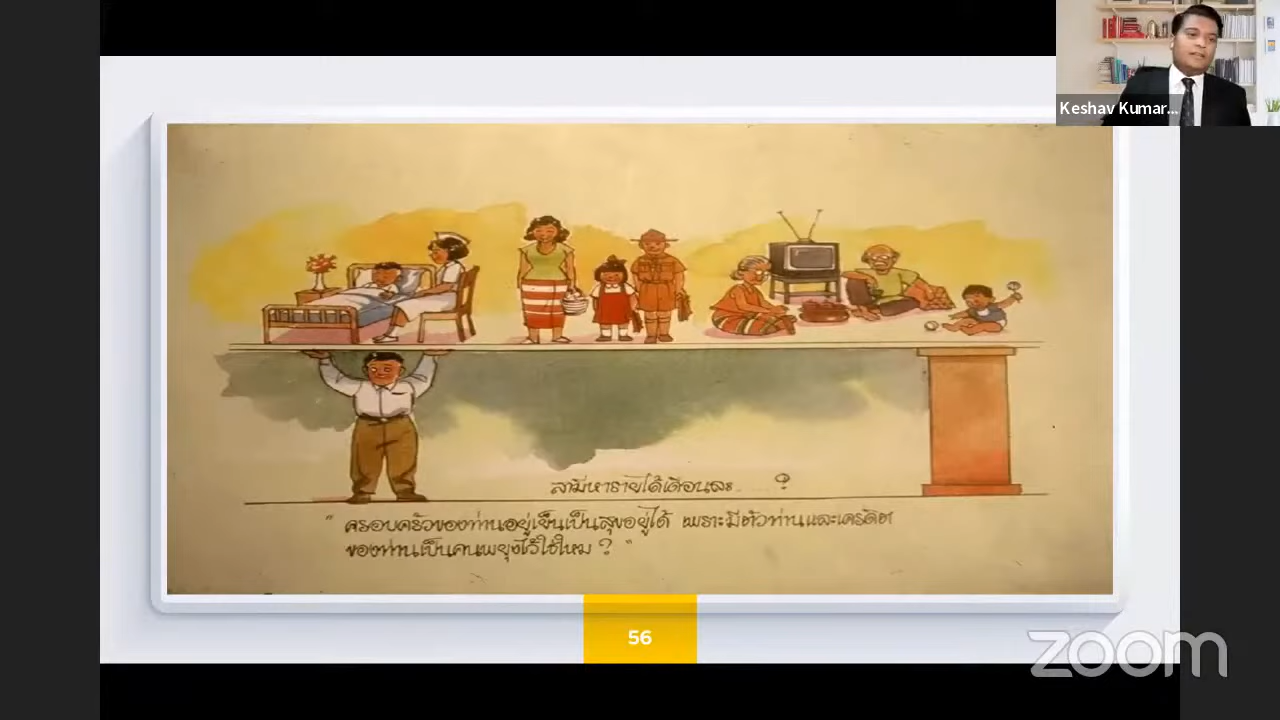 Keshav Kumar...
สามีหารายได้เดือนละ.....?
"ครอบครัวของท่านอยู่เย็นเป็นสุขอยู่ได้ เพราะมีตัวท่านและเครดิต
ของท่านเป็นคนพยุงไว้ใช่ไหม ? "
56
zoom